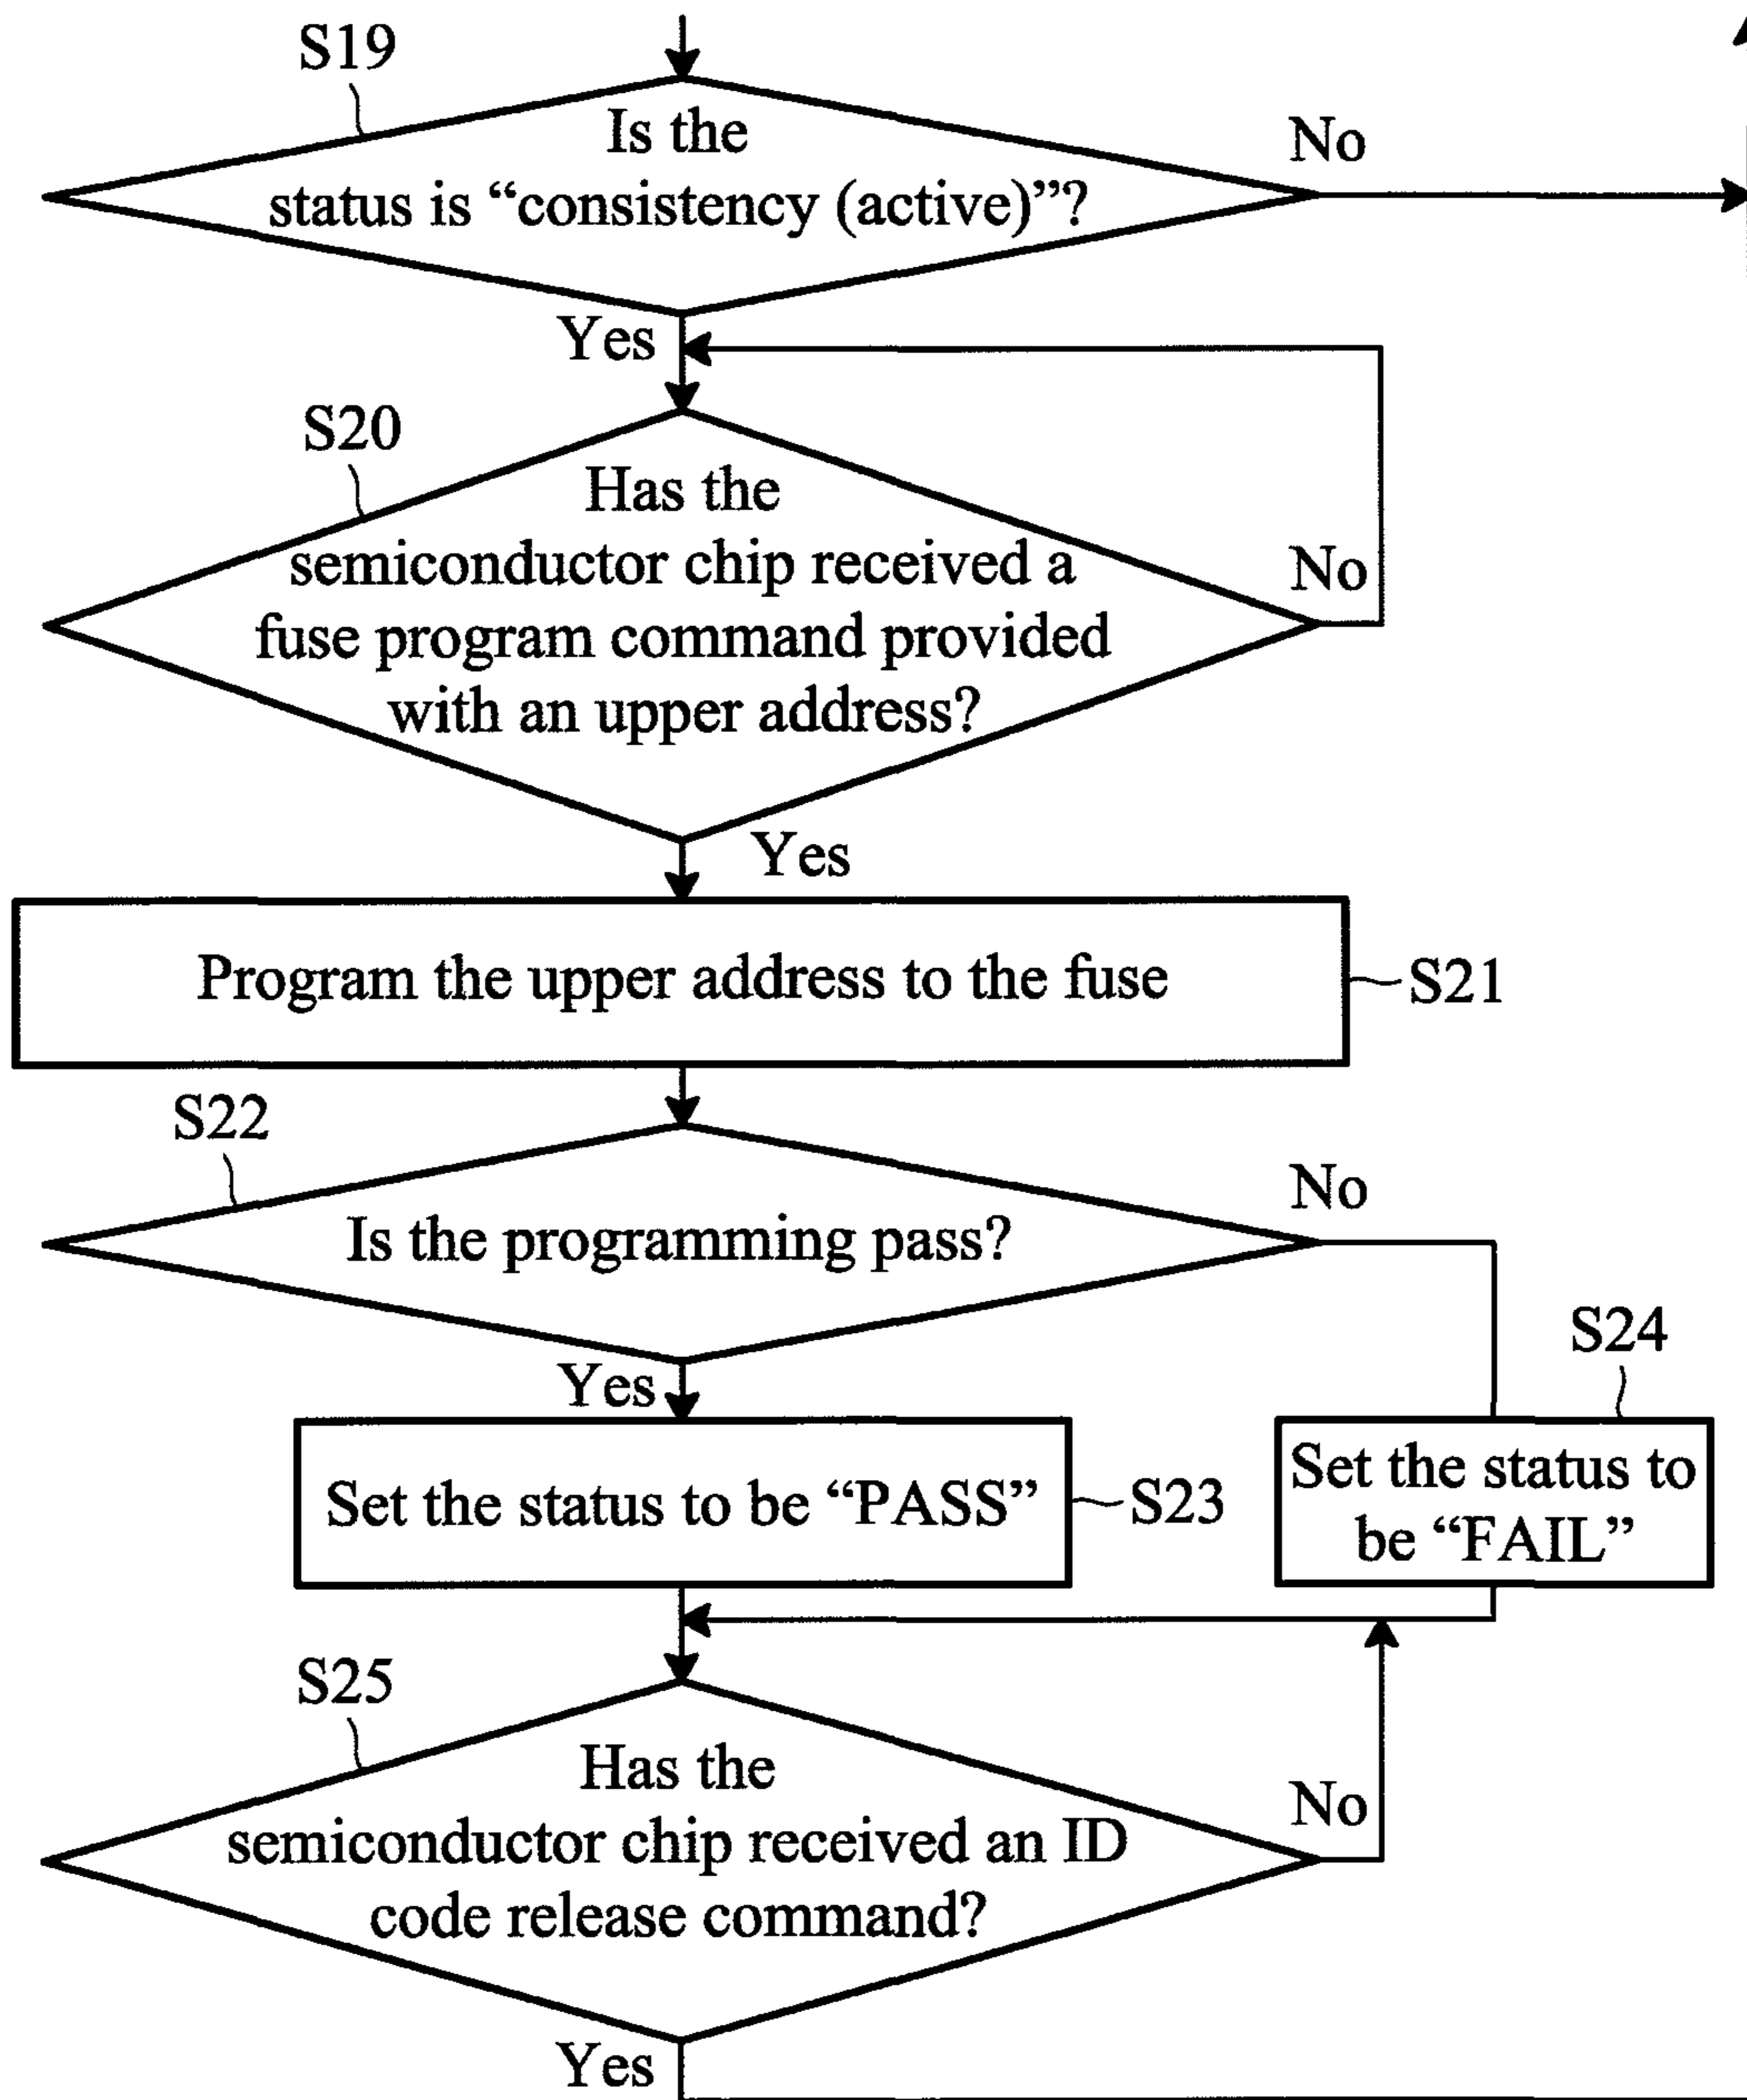 S19
Is the
status is “consistency (active)”?
No
Yes
S20
Has the
semiconductor chip received a
fuse program command provided
with an upper address?
No
Yes
Program the upper address to the fuse
S21
S22
Is the programming pass?
No
Yes
S24
Set the status to be “PASS”
S23
Set the status to
be “FAIL”
S25
Has the
semiconductor chip received an ID
code release command?
No
Yes